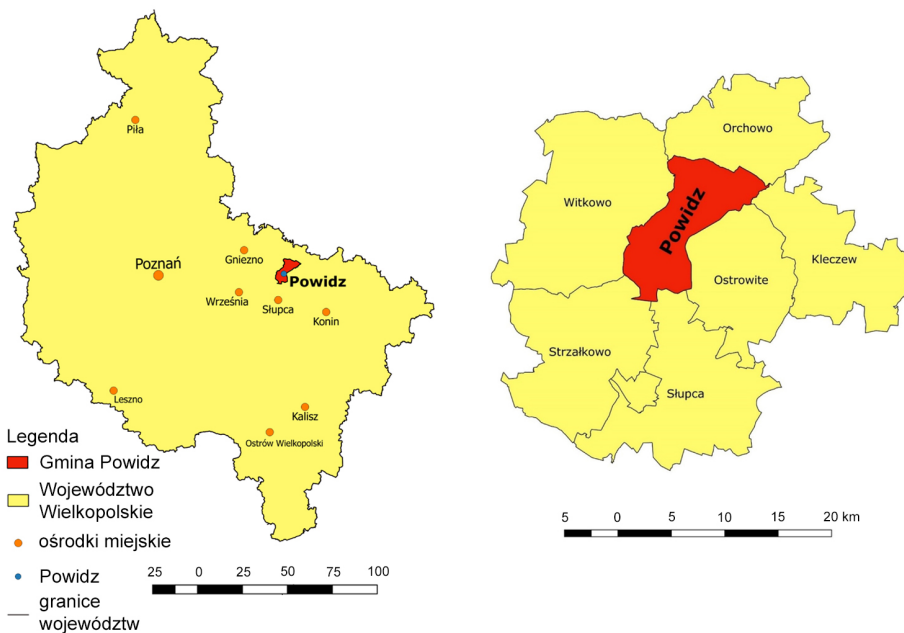 Piła
Poznań
Gniezno
Powidz
Września
Słupca
Konin
Leszno
Kalisz
Ostrów Wielkopolski
Legenda
Gmina Powidz
Województwo
Wielkopolskie
ośrodki miejskie
Powidz
granice
województw
25 0 25 50 75 100
Orchowo
Witkowo
Powidz
Kleczew
Ostrowite
Strzałkowo
Słupca
5 0 5 10 15 20 km